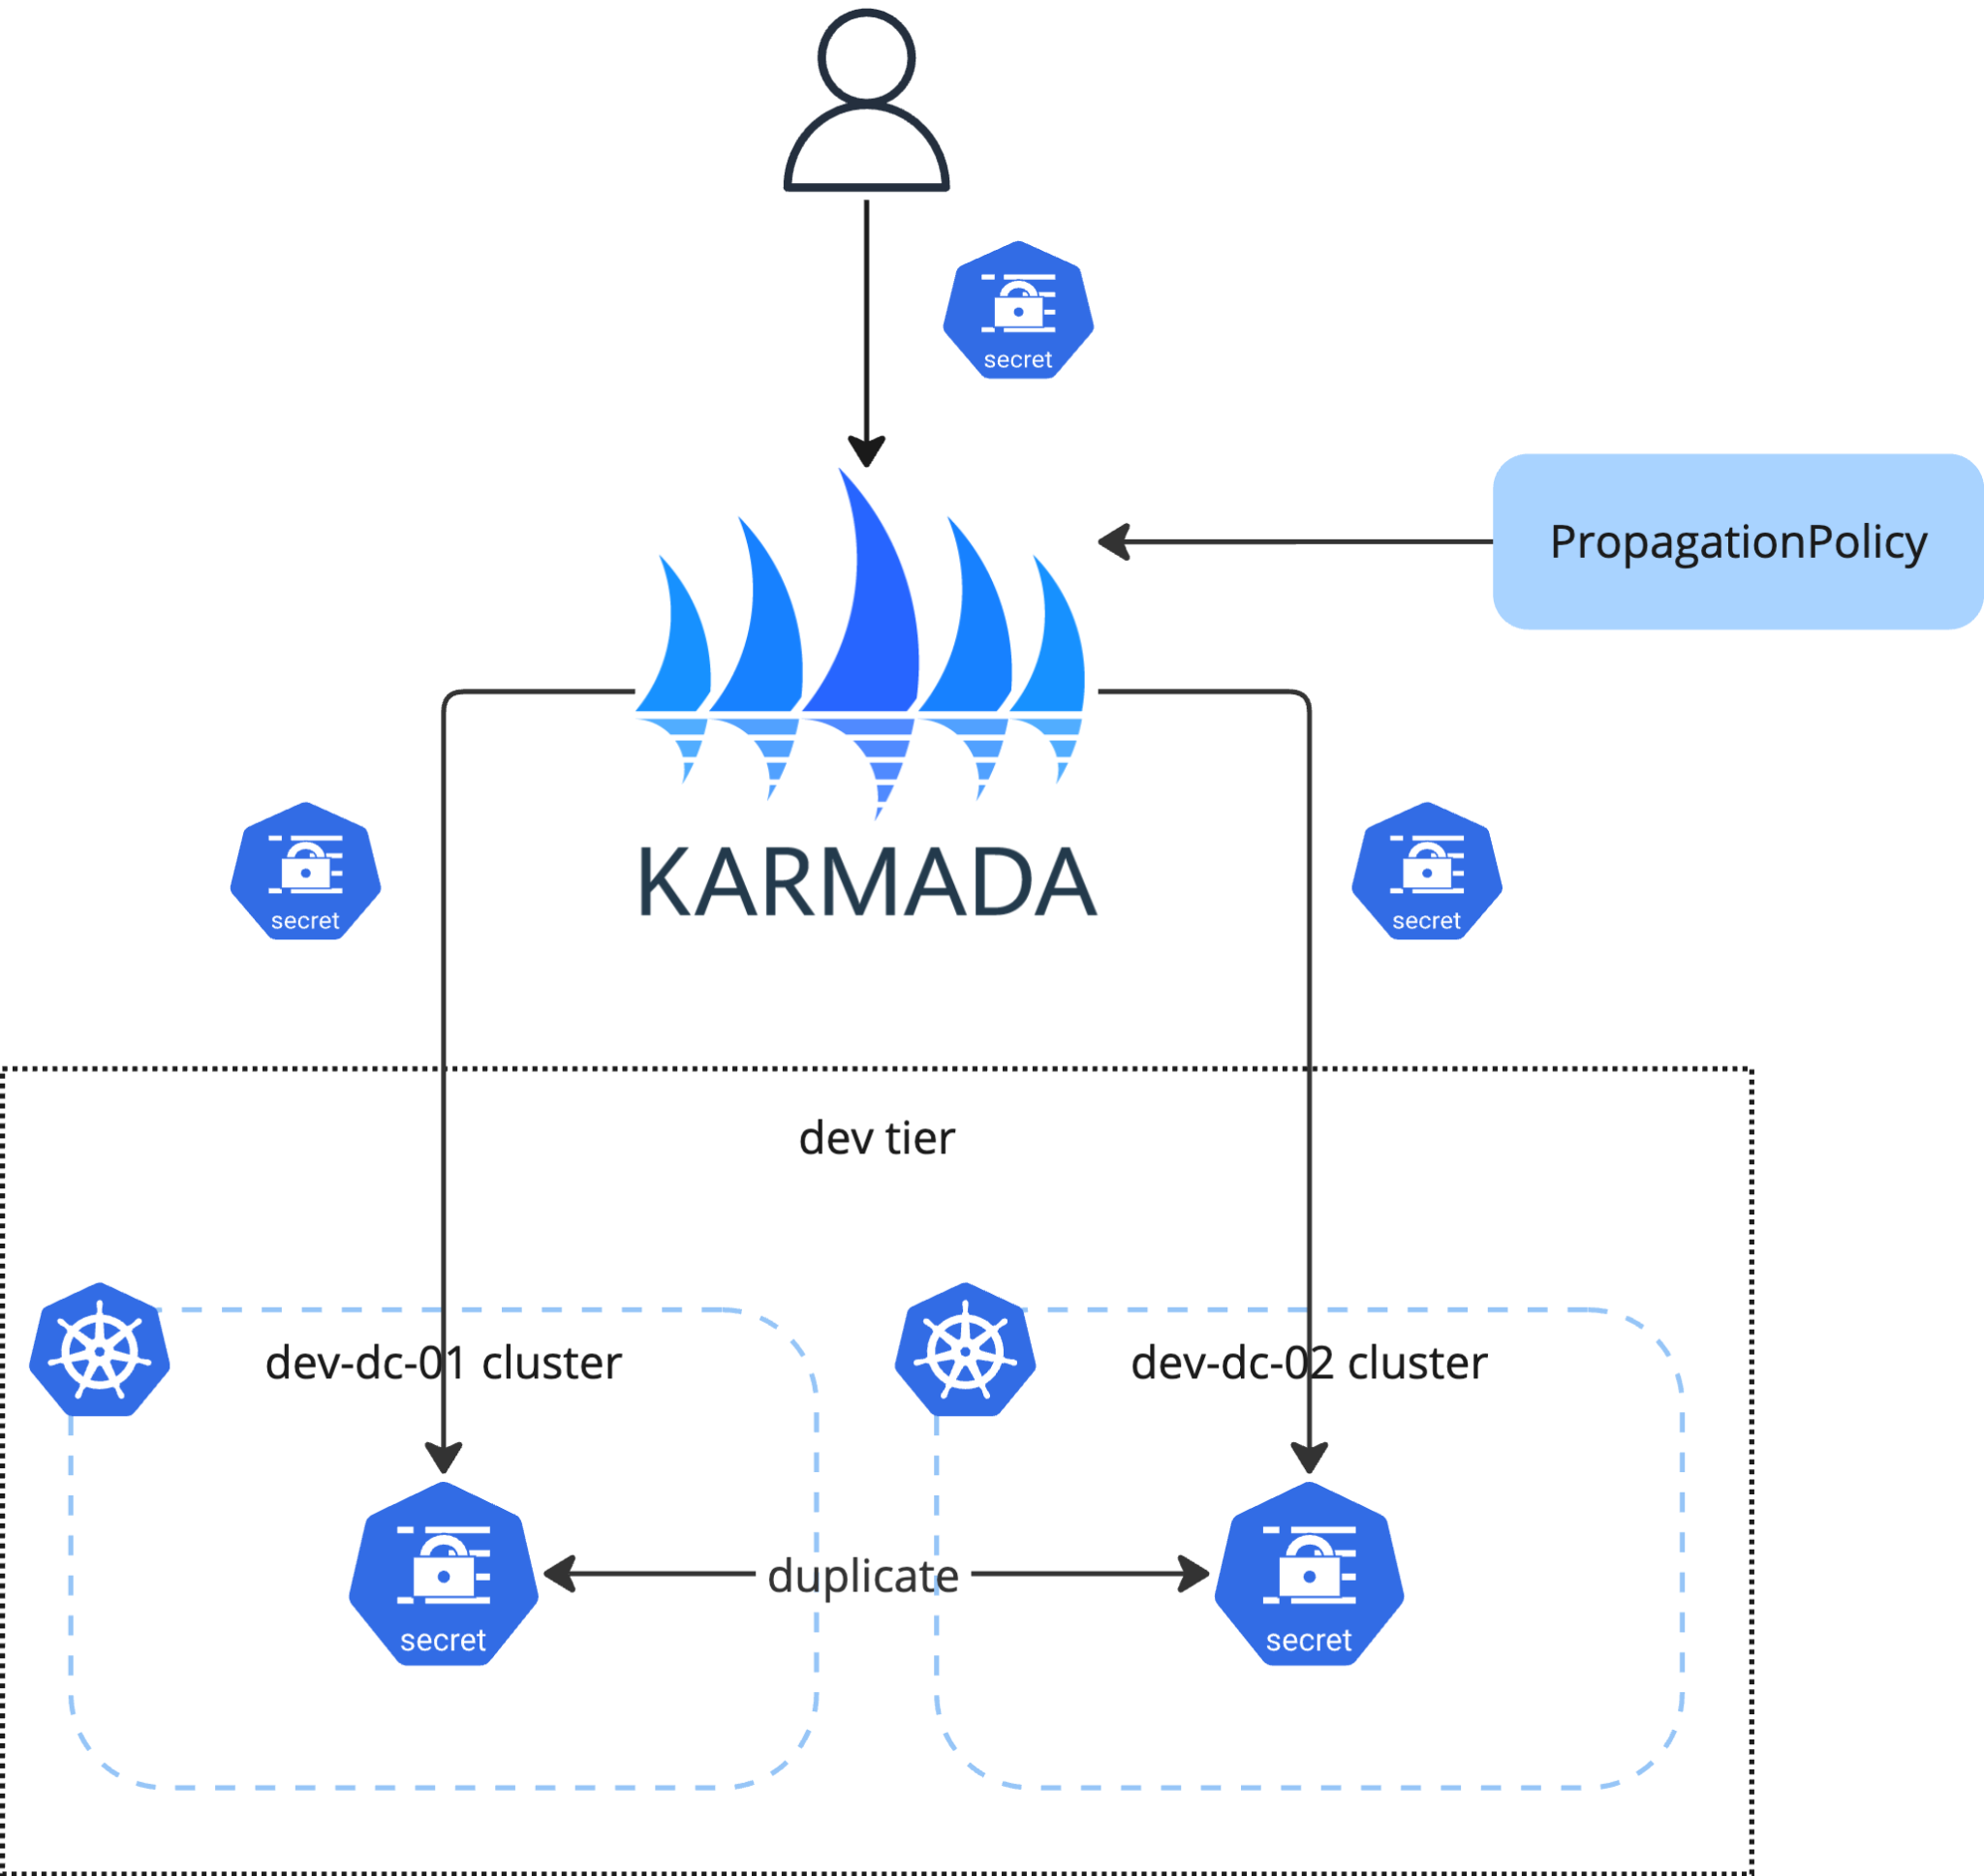 secret
PropagationPolicy
secret
KARMADA
secret
dev tier
dev-dc-01 cluster
dev-dc-02 cluster
duplicate
secret
secret